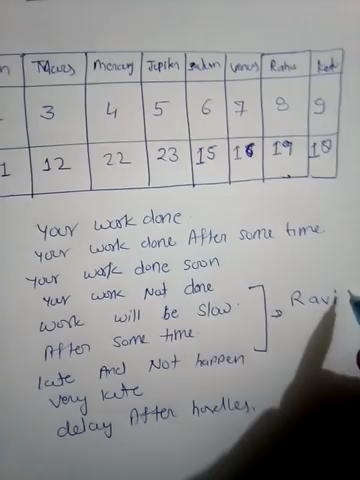 n Mars Mercury Jupiter Saturn Venus Rahu Ketu
3 4 5 6 7 8 9
1 12 22 23 15 16 19 18
Your work done
Your work done After some time
Your work done soon
Your work Not done
work will be slow.
After some time.
late And Not happen
very late
delay After hurdles.
Ravi